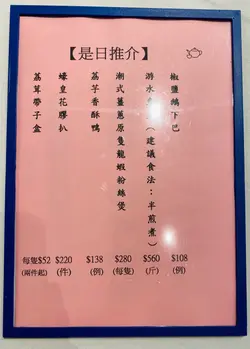 【是日推介】
椒鹽鴨下巴
$108
(例)
游水 (建議食法：半煎煮)
$560
(斤)
潮式薑蔥原隻龍蝦粉絲煲
$280
(每隻)
荔芋香酥鴨
$138
(例)
蠔皇花膠扒
$220
(件)
荔茸帶子盒
每隻$52
(兩件起)